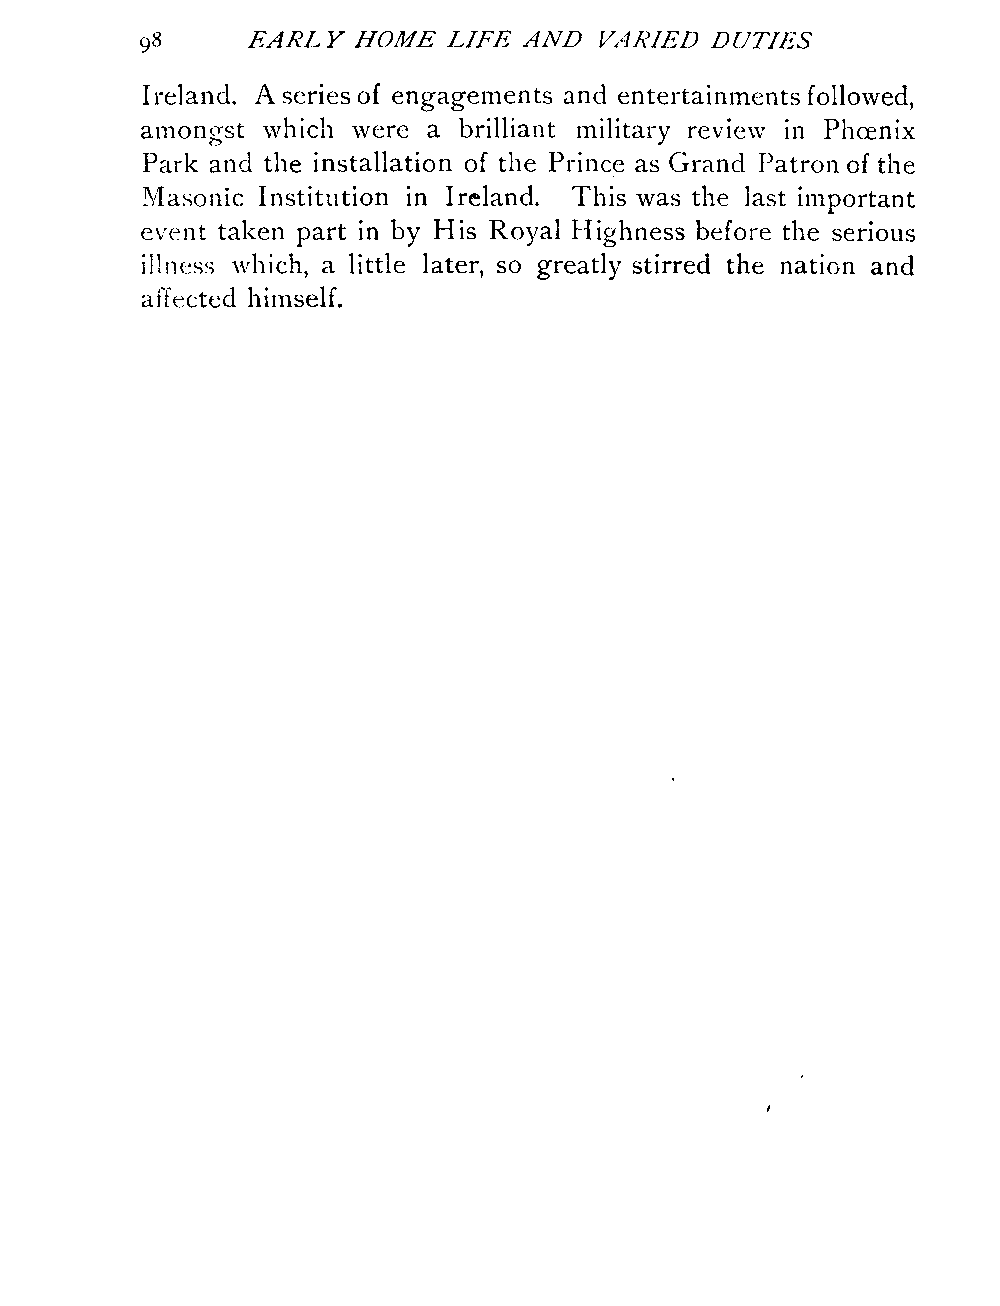 98 EARLY HOME LIFE AND VARIED DUTIES
Ireland. A series of engagements and entertainments followed,
amongst which were a brilliant military review in Phœnix
Park and the installation of the Prince as Grand Patron of the
Masonic Institution in Ireland. This was the last important
event taken part in by His Royal Highness before the serious
illness which, a little later, so greatly stirred the nation and
affected himself.